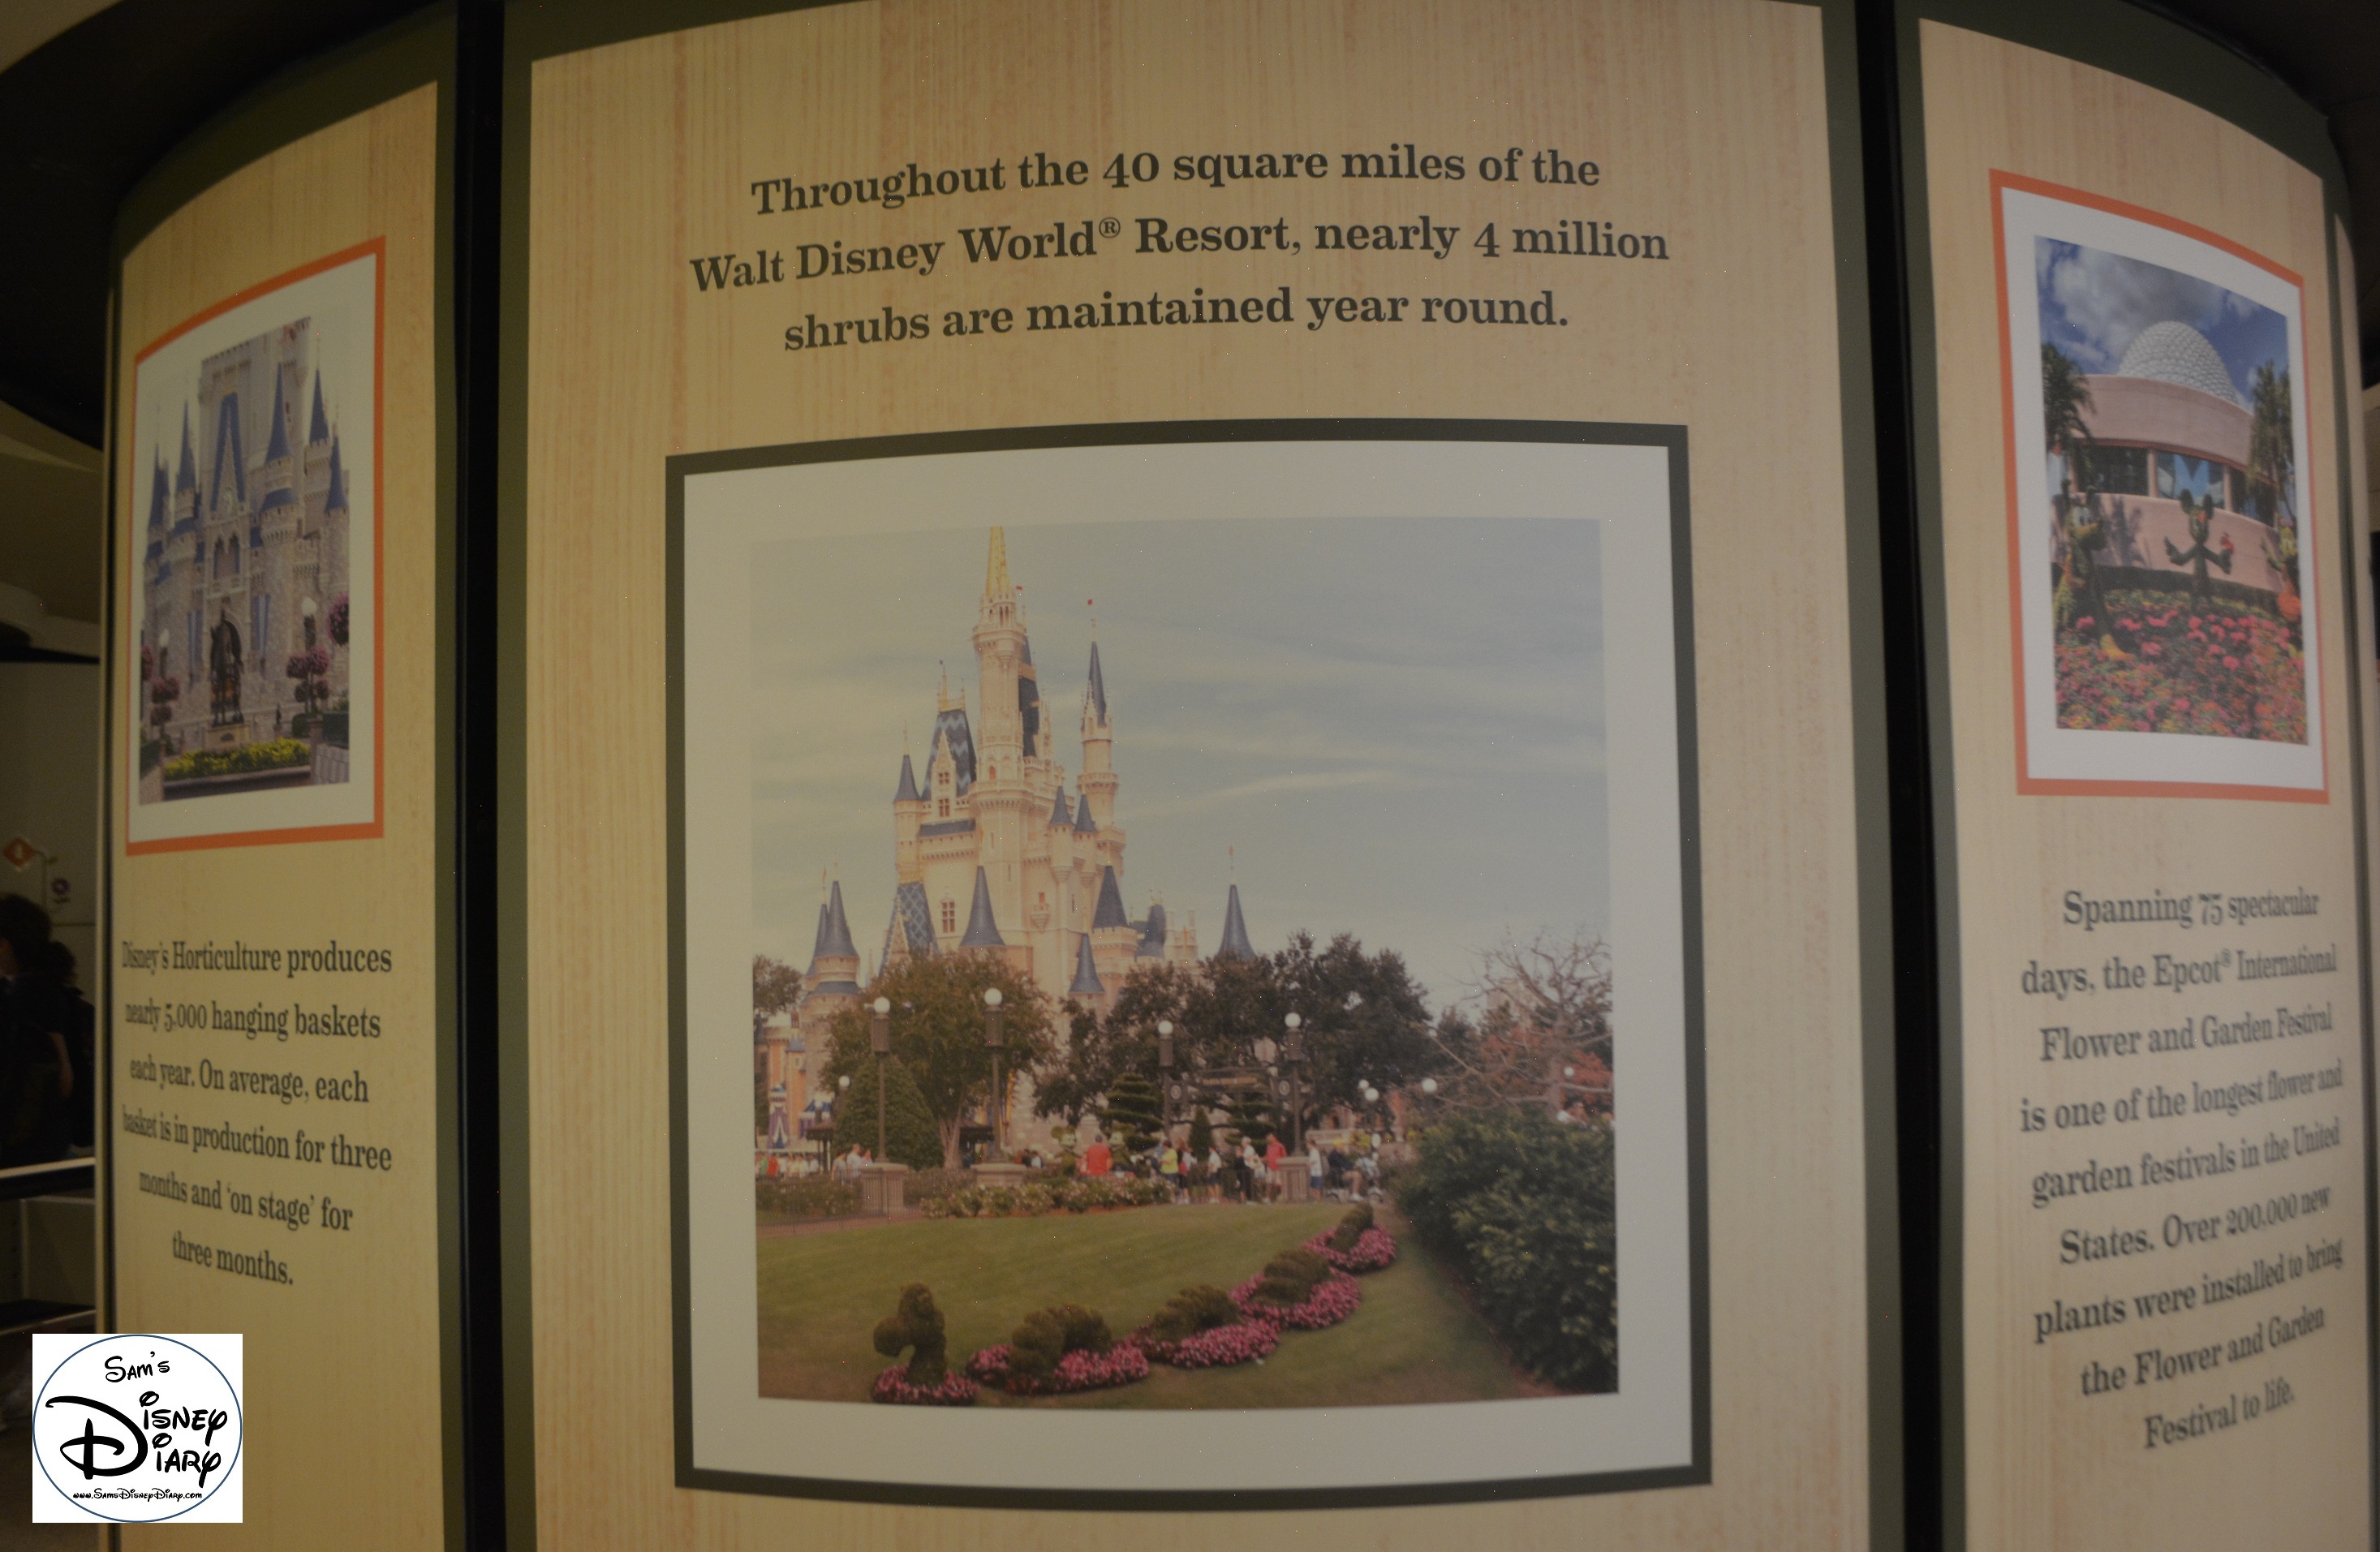 Throughout the 40 square miles of the
Walt Disney World® Resort, nearly 4 million
shrubs are maintained year round.
Disney's Horticulture produces
nearly 5,000 hanging baskets
each year. On average, each
basket is in production for three
months and 'on stage' for
three months.
Spanning 75 spectacular
days, the Epcot® International
Flower and Garden Festival
is one of the longest flower and
garden festivals in the United
States. Over 200,000 new
plants were installed to bring
the Flower and Garden
Festival to life.
Sam's
Disney
Diary
www.SamsDisneyDiary.com